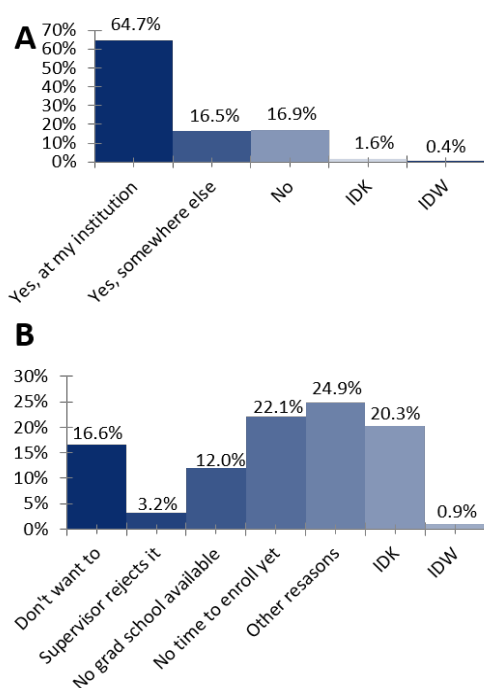 A
70%
60%
50%
40%
30%
20%
10%
0%
64.7%
16.5%
16.9%
1.6%
0.4%
Yes, at my institution
Yes, somewhere else
No
IDK
IDW
B
30%
25%
20%
15%
10%
5%
0%
16.6%
3.2%
12.0%
22.1%
24.9%
20.3%
0.9%
Don't want to
Supervisor rejects it
No grad school available
No time to enroll yet
Other resasons
IDK
IDW